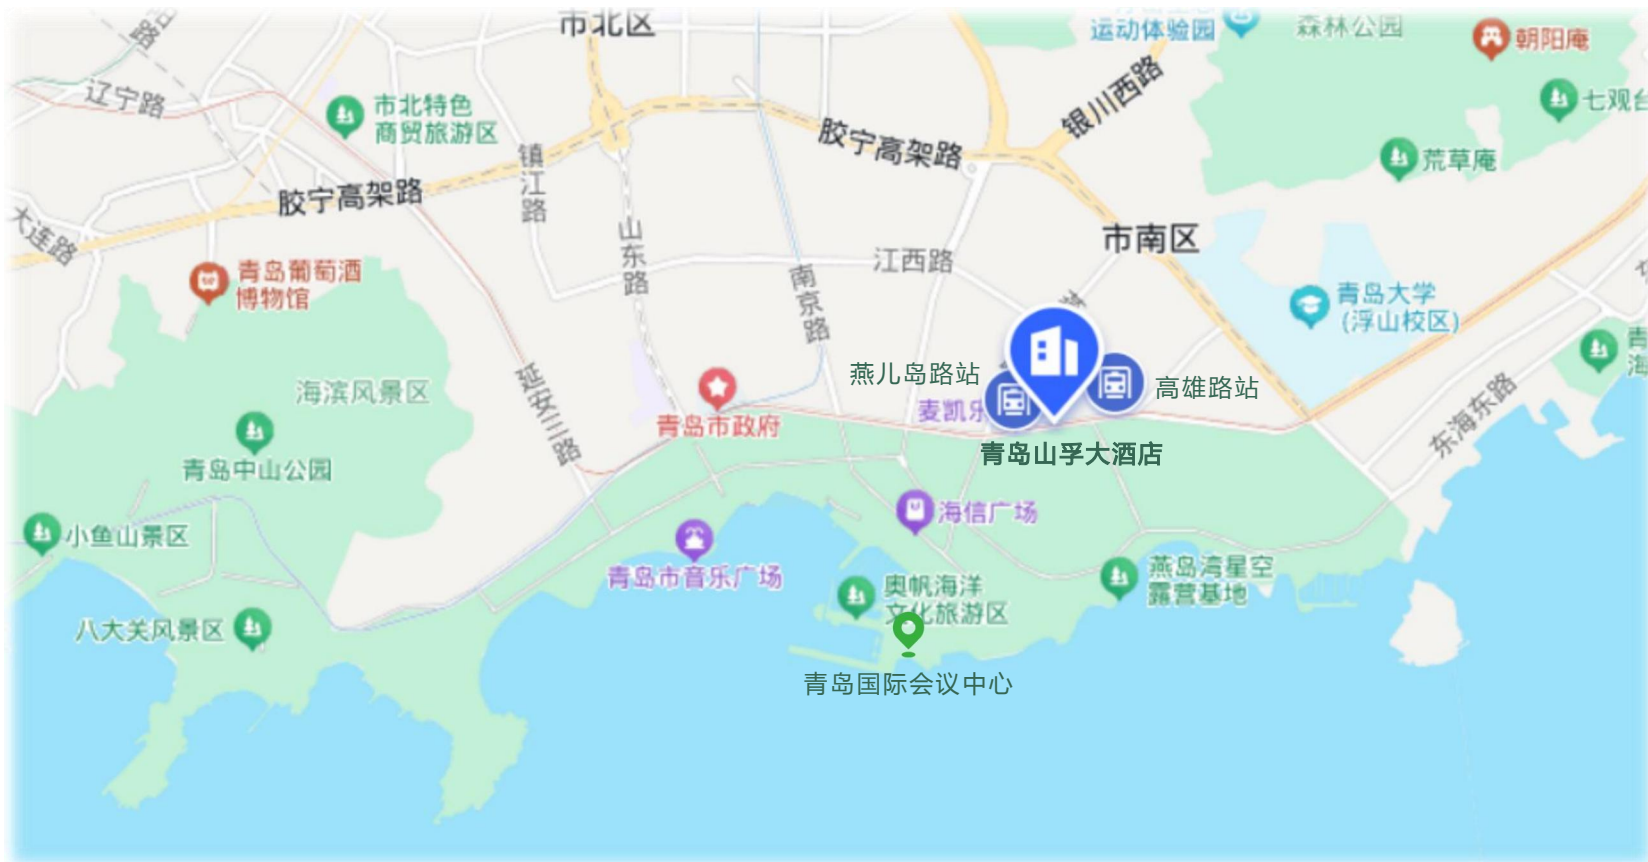 市北区
运动体验园
森林公园
朝阳庵
银川西路
辽宁路
市北特色
商贸旅游区
七观台
胶宁高架路
镇江路
荒草庵
胶宁高架路
大连路
山东路
市南区
江西路
青岛葡萄酒
博物馆
南京路
青岛大学
(浮山校区)
燕儿岛路站
高雄路站
海滨风景区
延安三路
麦凯乐
青岛市政府
东海东路
青岛山孚大酒店
青岛中山公园
海信广场
小鱼山景区
青岛市音乐广场
燕岛湾星空
露营基地
奥帆海洋
文化旅游区
八大关风景区
青岛国际会议中心